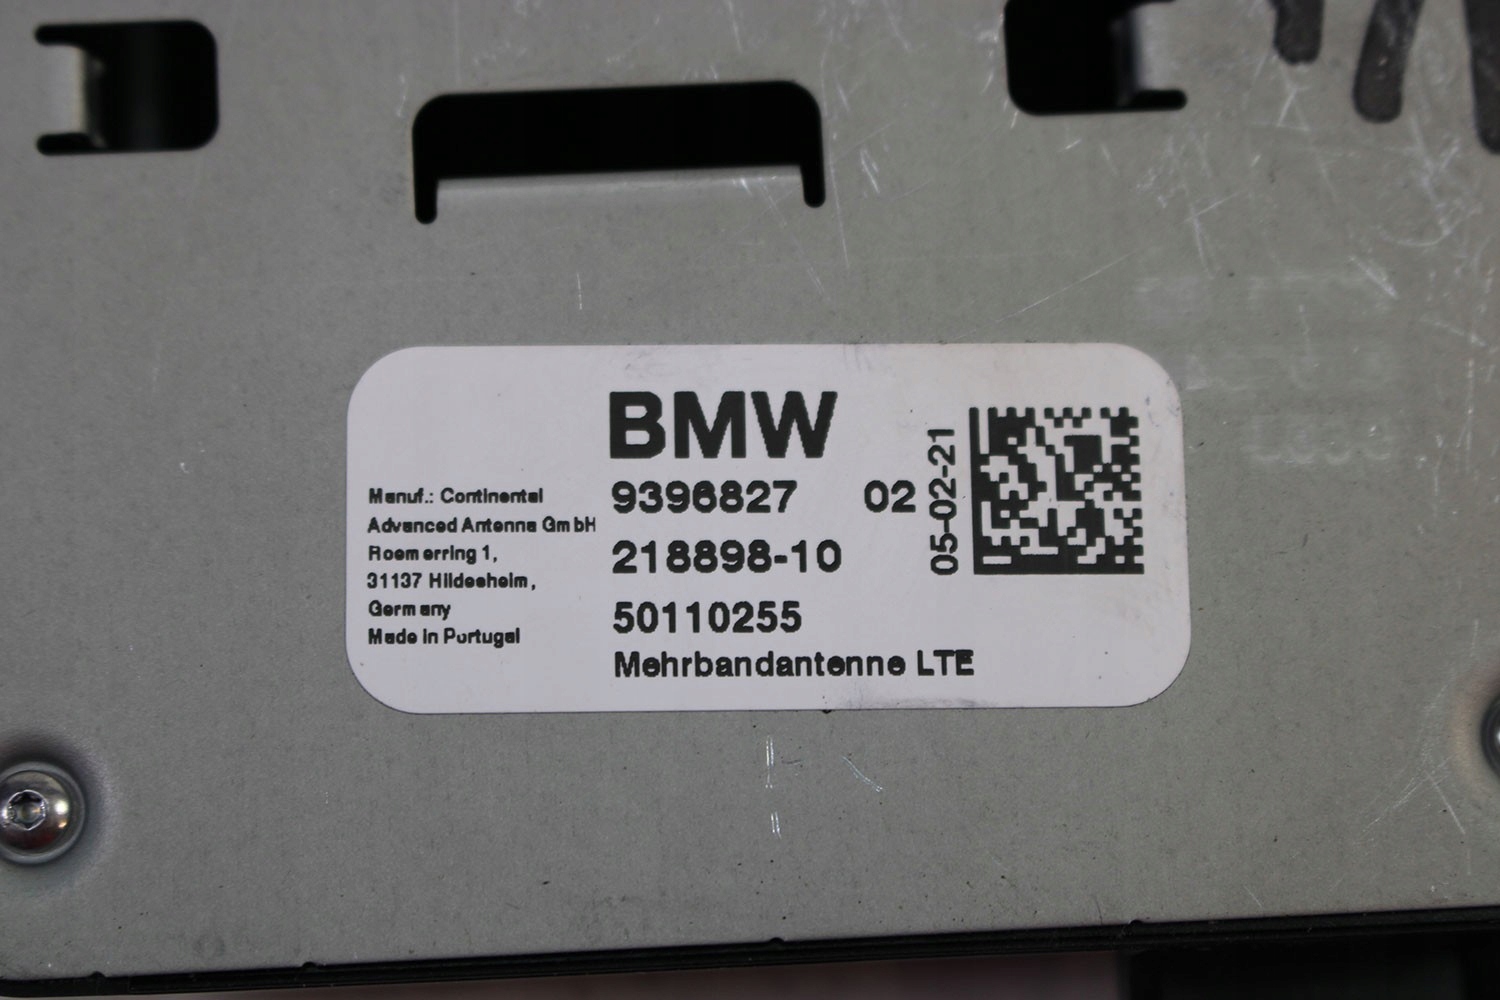 BMW
9396827 02
218898-10
50110255
Mehrbandantenne LTE
Manuf.: Continental
Advanced Antenna GmbH
Roemerring 1,
31137 Hildesheim,
Germany
Made in Portugal
05-02-21